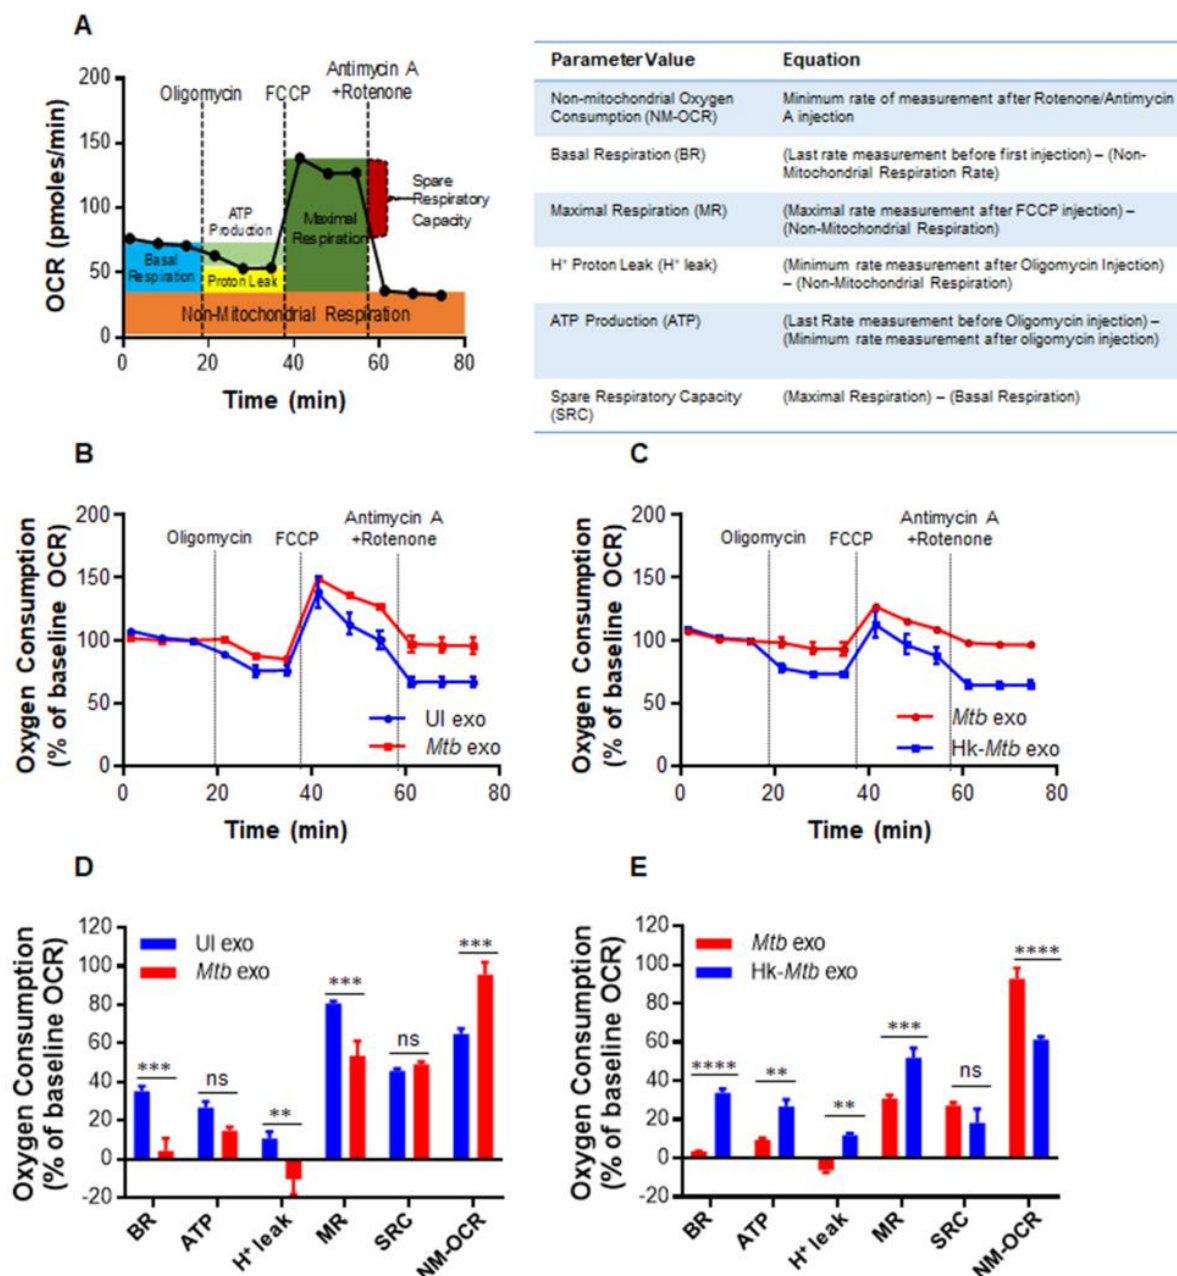 A
Oligomycin
FCCP
Antimycin A
+Rotenone
200
150
100
50
0
OCR (pmoles/min)
ATP
Production
Basal
Respiration
Proton Leak
Maximal
Respiration
Spare
Respiratory
Capacity
Non-Mitochondrial Respiration
0 20 40 60 80
Time (min)
Parameter Value Equation
Non-mitochondrial Oxygen
Consumption (NM-OCR)
Minimum rate of measurement after Rotenone/Antimycin
A injection
Basal Respiration (BR)
(Last rate measurement before first injection) – (Non-
Mitochondrial Respiration Rate)
Maximal Respiration (MR)
(Maximal rate measurement after FCCP injection) –
(Non-Mitochondrial Respiration)
H⁺ Proton Leak (H⁺ leak)
(Minimum rate measurement after Oligomycin Injection)
– (Non-Mitochondrial Respiration)
ATP Production (ATP)
(Last Rate measurement before Oligomycin injection) –
(Minimum rate measurement after oligomycin injection)
Spare Respiratory Capacity
(SRC)
(Maximal Respiration) – (Basal Respiration)
B
Oxygen Consumption
(% of baseline OCR)
200
150
100
50
0
Oligomycin
FCCP
Antimycin A
+Rotenone
UI exo
Mtb exo
0 20 40 60 80
Time (min)
C
Oxygen Consumption
(% of baseline OCR)
200
150
100
50
0
Oligomycin
FCCP
Antimycin A
+Rotenone
Mtb exo
Hk-Mtb exo
0 20 40 60 80
Time (min)
D
Oxygen Consumption
(% of baseline OCR)
120
100
80
60
40
20
0
-20
UI exo
Mtb exo
***
ns
**
***
ns
***
BR ATP H⁺ leak MR SRC NM-OCR
E
Oxygen Consumption
(% of baseline OCR)
120
100
80
60
40
20
0
-20
Mtb exo
Hk-Mtb exo
****
**
**
***
ns
****
BR ATP H⁺ leak MR SRC NM-OCR